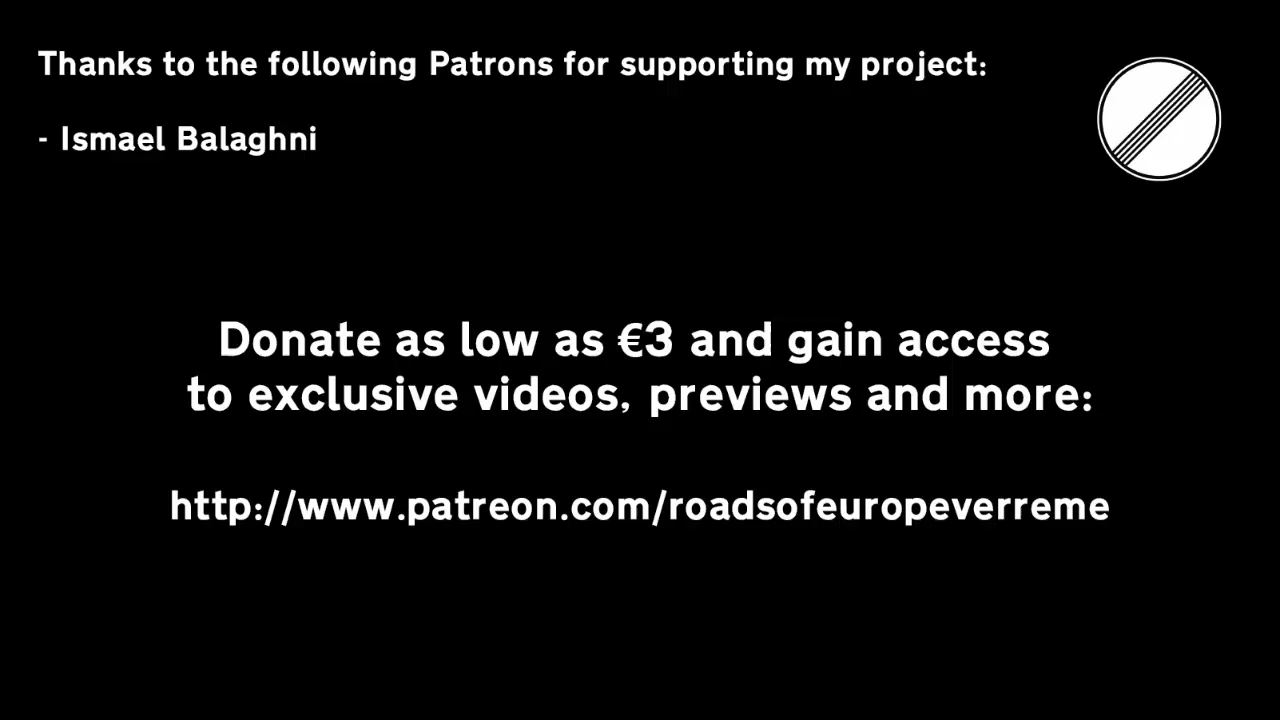 Thanks to the following Patrons for supporting my project:
- Ismael Balaghni
Donate as low as €3 and gain access
to exclusive videos, previews and more:
http://www.patreon.com/roadsofeuropeverreme